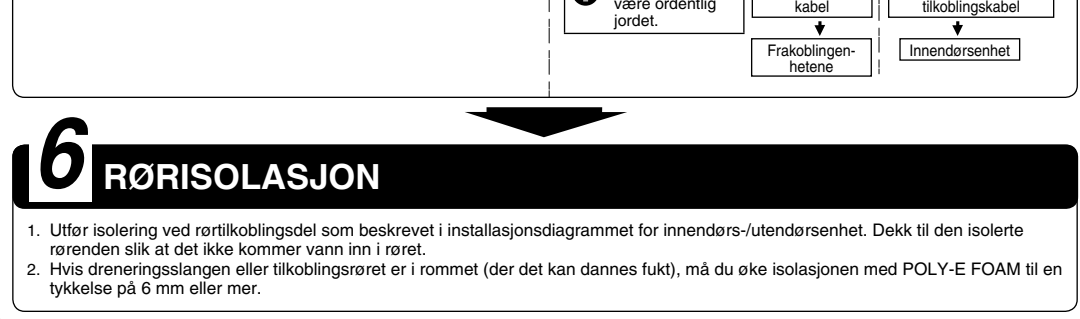 være ordentlig
jordet.
kabel
tilkoblingskabel
Frakoblingen-
hetene
Innendørsenhet
6 RØRISOLASJON
1. Utfør isolering ved rørtilkoblingsdel som beskrevet i installasjonsdiagrammet for innendørs-/utendørsenhet. Dekk til den isolerte
rørenden slik at det ikke kommer vann inn i røret.
2. Hvis dreneringsslangen eller tilkoblingsrøret er i rommet (der det kan dannes fukt), må du øke isolasjonen med POLY-E FOAM til en
tykkelse på 6 mm eller mer.